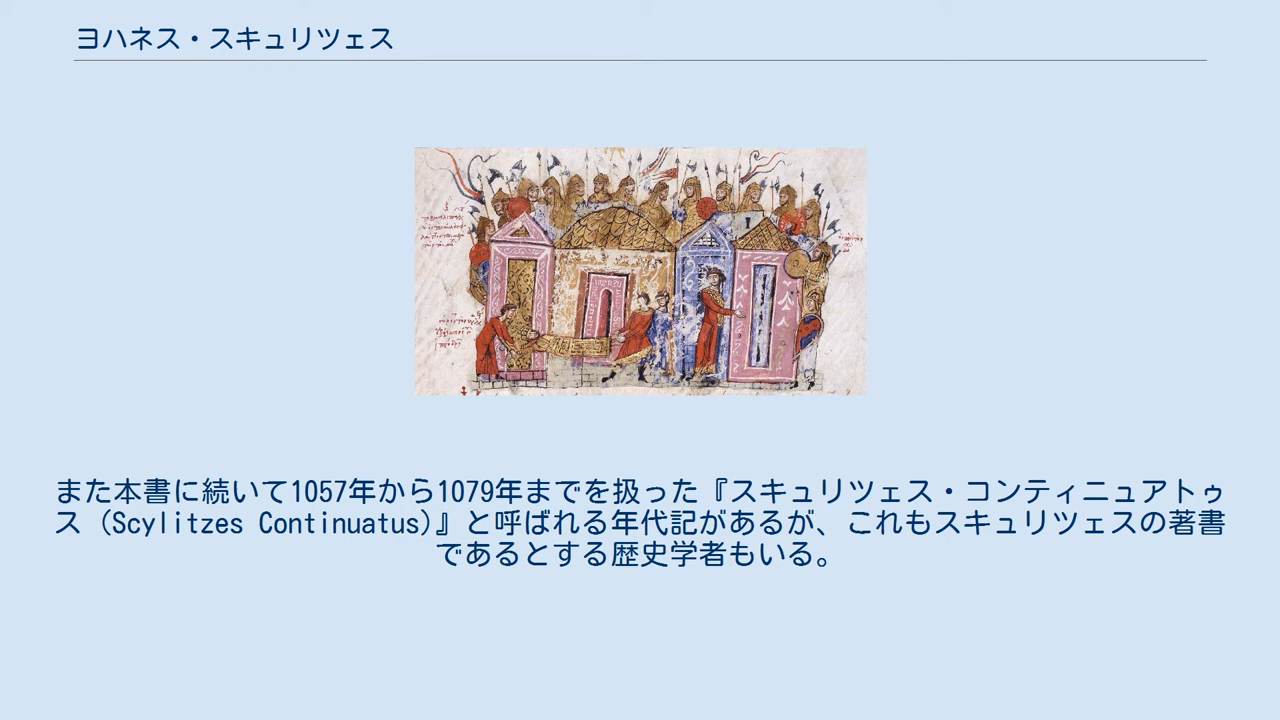 ヨハネス・スキュリツェス
また本書に続いて1057年から1079年までを扱った『スキュリツェス・コンティニュアトゥ
ス (Scylitzes Continuatus)』と呼ばれる年代記があるが、これもスキュリツェスの著書
であるとする歴史学者もいる。